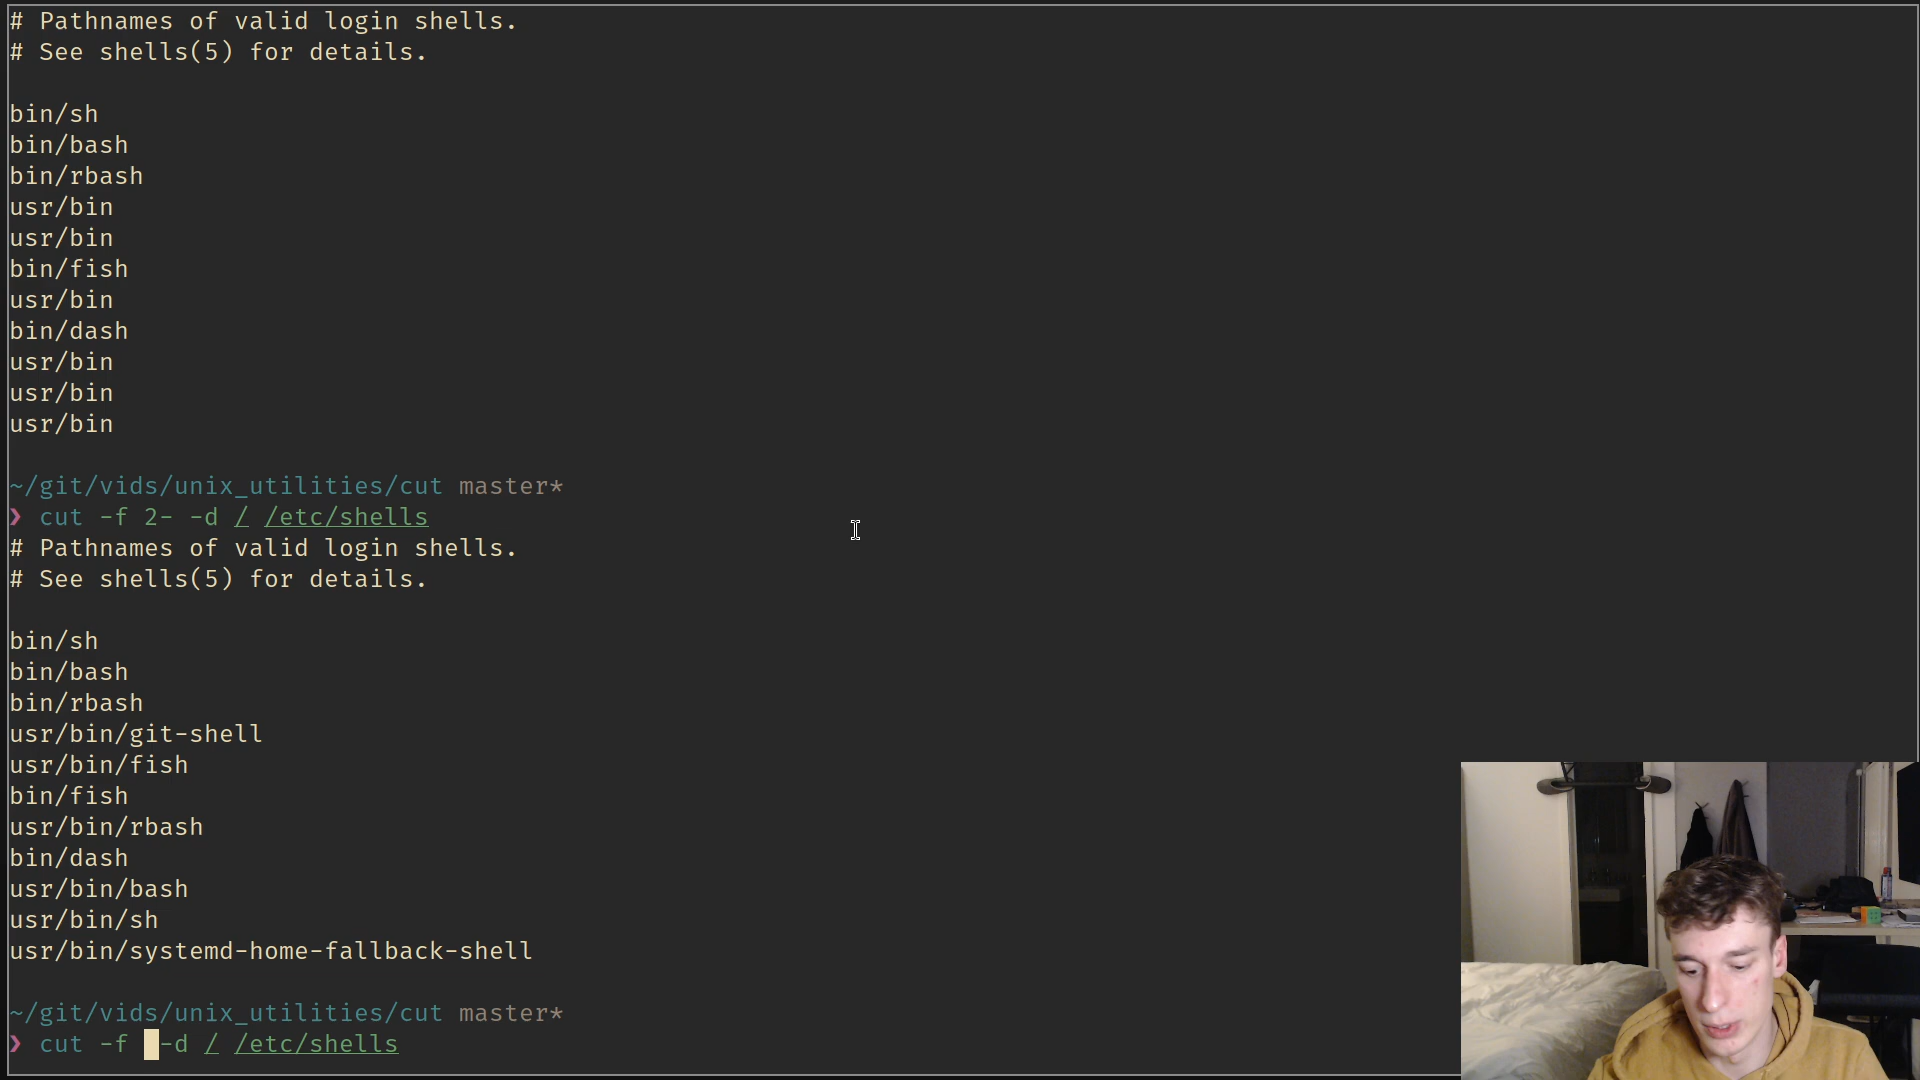 # Pathnames of valid login shells.
# See shells(5) for details.
bin/sh
bin/bash
bin/rbash
usr/bin
usr/bin
bin/fish
usr/bin
bin/dash
usr/bin
usr/bin
usr/bin
~/git/vids/unix_utilities/cut master*
❯ cut -f 2- -d / /etc/shells
# Pathnames of valid login shells.
# See shells(5) for details.
bin/sh
bin/bash
bin/rbash
usr/bin/git-shell
usr/bin/fish
bin/fish
usr/bin/rbash
bin/dash
usr/bin/bash
usr/bin/sh
usr/bin/systemd-home-fallback-shell
~/git/vids/unix_utilities/cut master*
❯ cut -f -d / /etc/shells